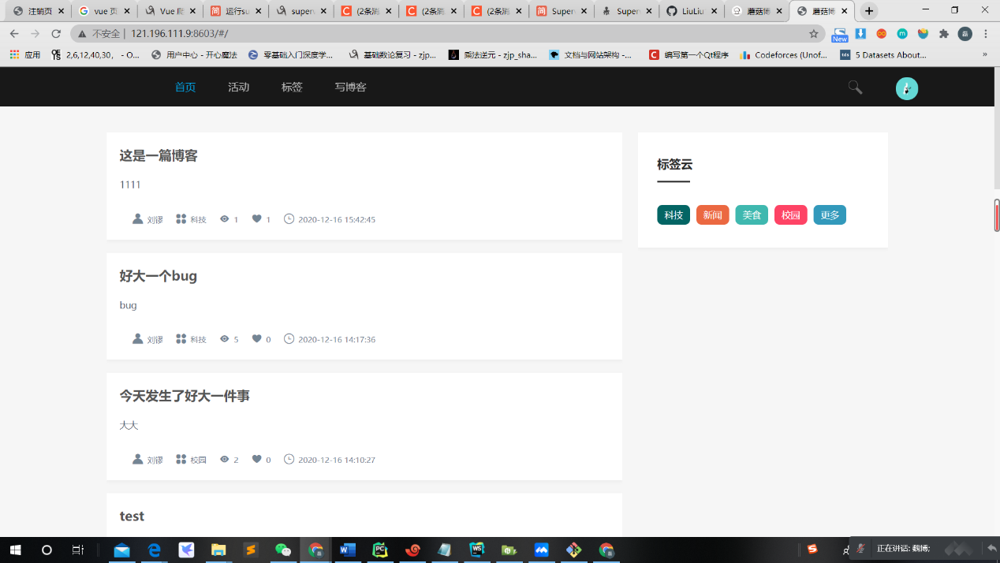 注销页
vue 页
Vue 爬
运行su
super
(2条消
(2条消
(2条消
Super
Super
LiuLiu
蘑菇博
蘑菇博
不安全 | 121.196.111.9:8603/#/
New
应用
2,6,12,40,30, - O...
用户中心 - 开心魔法
零基础入门深度学...
基础数论复习 - zjp...
乘法逆元 - zjp_sha...
文档与网站架构 -...
编写第一个Qt程序
Codeforces (Unof...
5 Datasets About...
»
首页 活动 标签 写博客
这是一篇博客
1111
刘镠 科技 1 1 2020-12-16 15:42:45
好大一个bug
bug
刘镠 科技 5 0 2020-12-16 14:17:36
今天发生了好大一件事
大大
刘镠 校园 2 0 2020-12-16 14:10:27
test
标签云
科技 新闻 美食 校园 更多
正在讲话: 魏博;